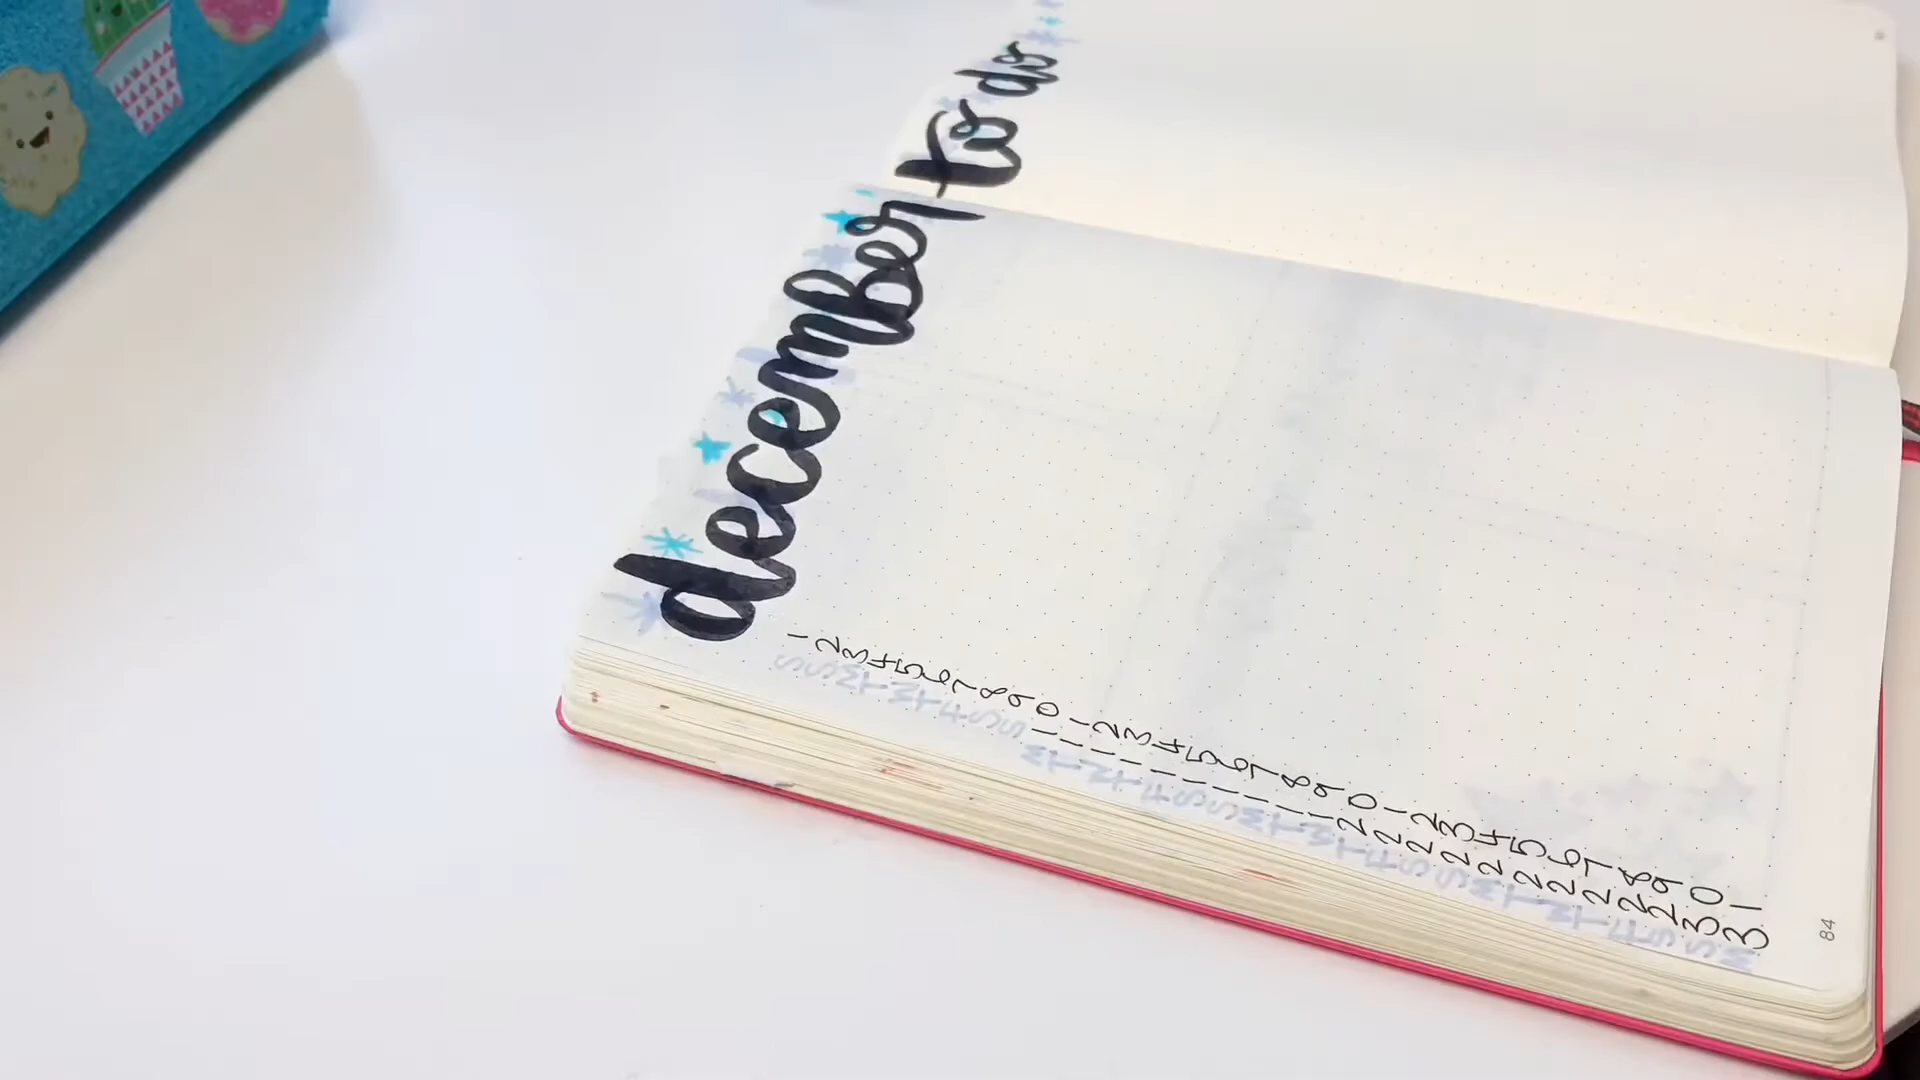 december to do
S 1
S 2
M 3
T 4
W 5
T 6
F 7
S 8
S 9
M 10
T 11
W 12
T 13
F 14
S 15
S 16
M 17
T 18
W 19
T 20
F 21
S 22
S 23
M 24
T 25
W 26
T 27
F 28
S 29
S 30
M 31
84